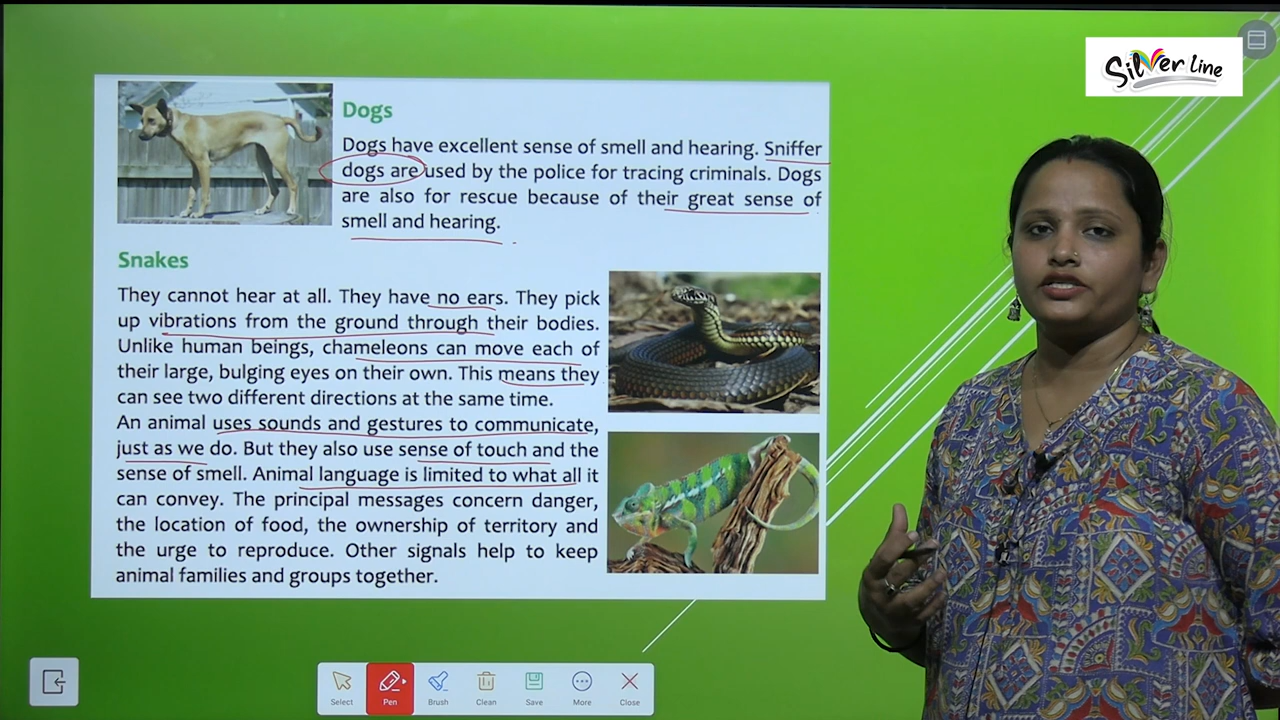 Silver line
Dogs
Dogs have excellent sense of smell and hearing. Sniffer
dogs are used by the police for tracing criminals. Dogs
are also for rescue because of their great sense of
smell and hearing.
Snakes
They cannot hear at all. They have no ears. They pick
up vibrations from the ground through their bodies.
Unlike human beings, chameleons can move each of
their large, bulging eyes on their own. This means they
can see two different directions at the same time.
An animal uses sounds and gestures to communicate,
just as we do. But they also use sense of touch and the
sense of smell. Animal language is limited to what all it
can convey. The principal messages concern danger,
the location of food, the ownership of territory and
the urge to reproduce. Other signals help to keep
animal families and groups together.
Select Pen Brush Clean Save More Close